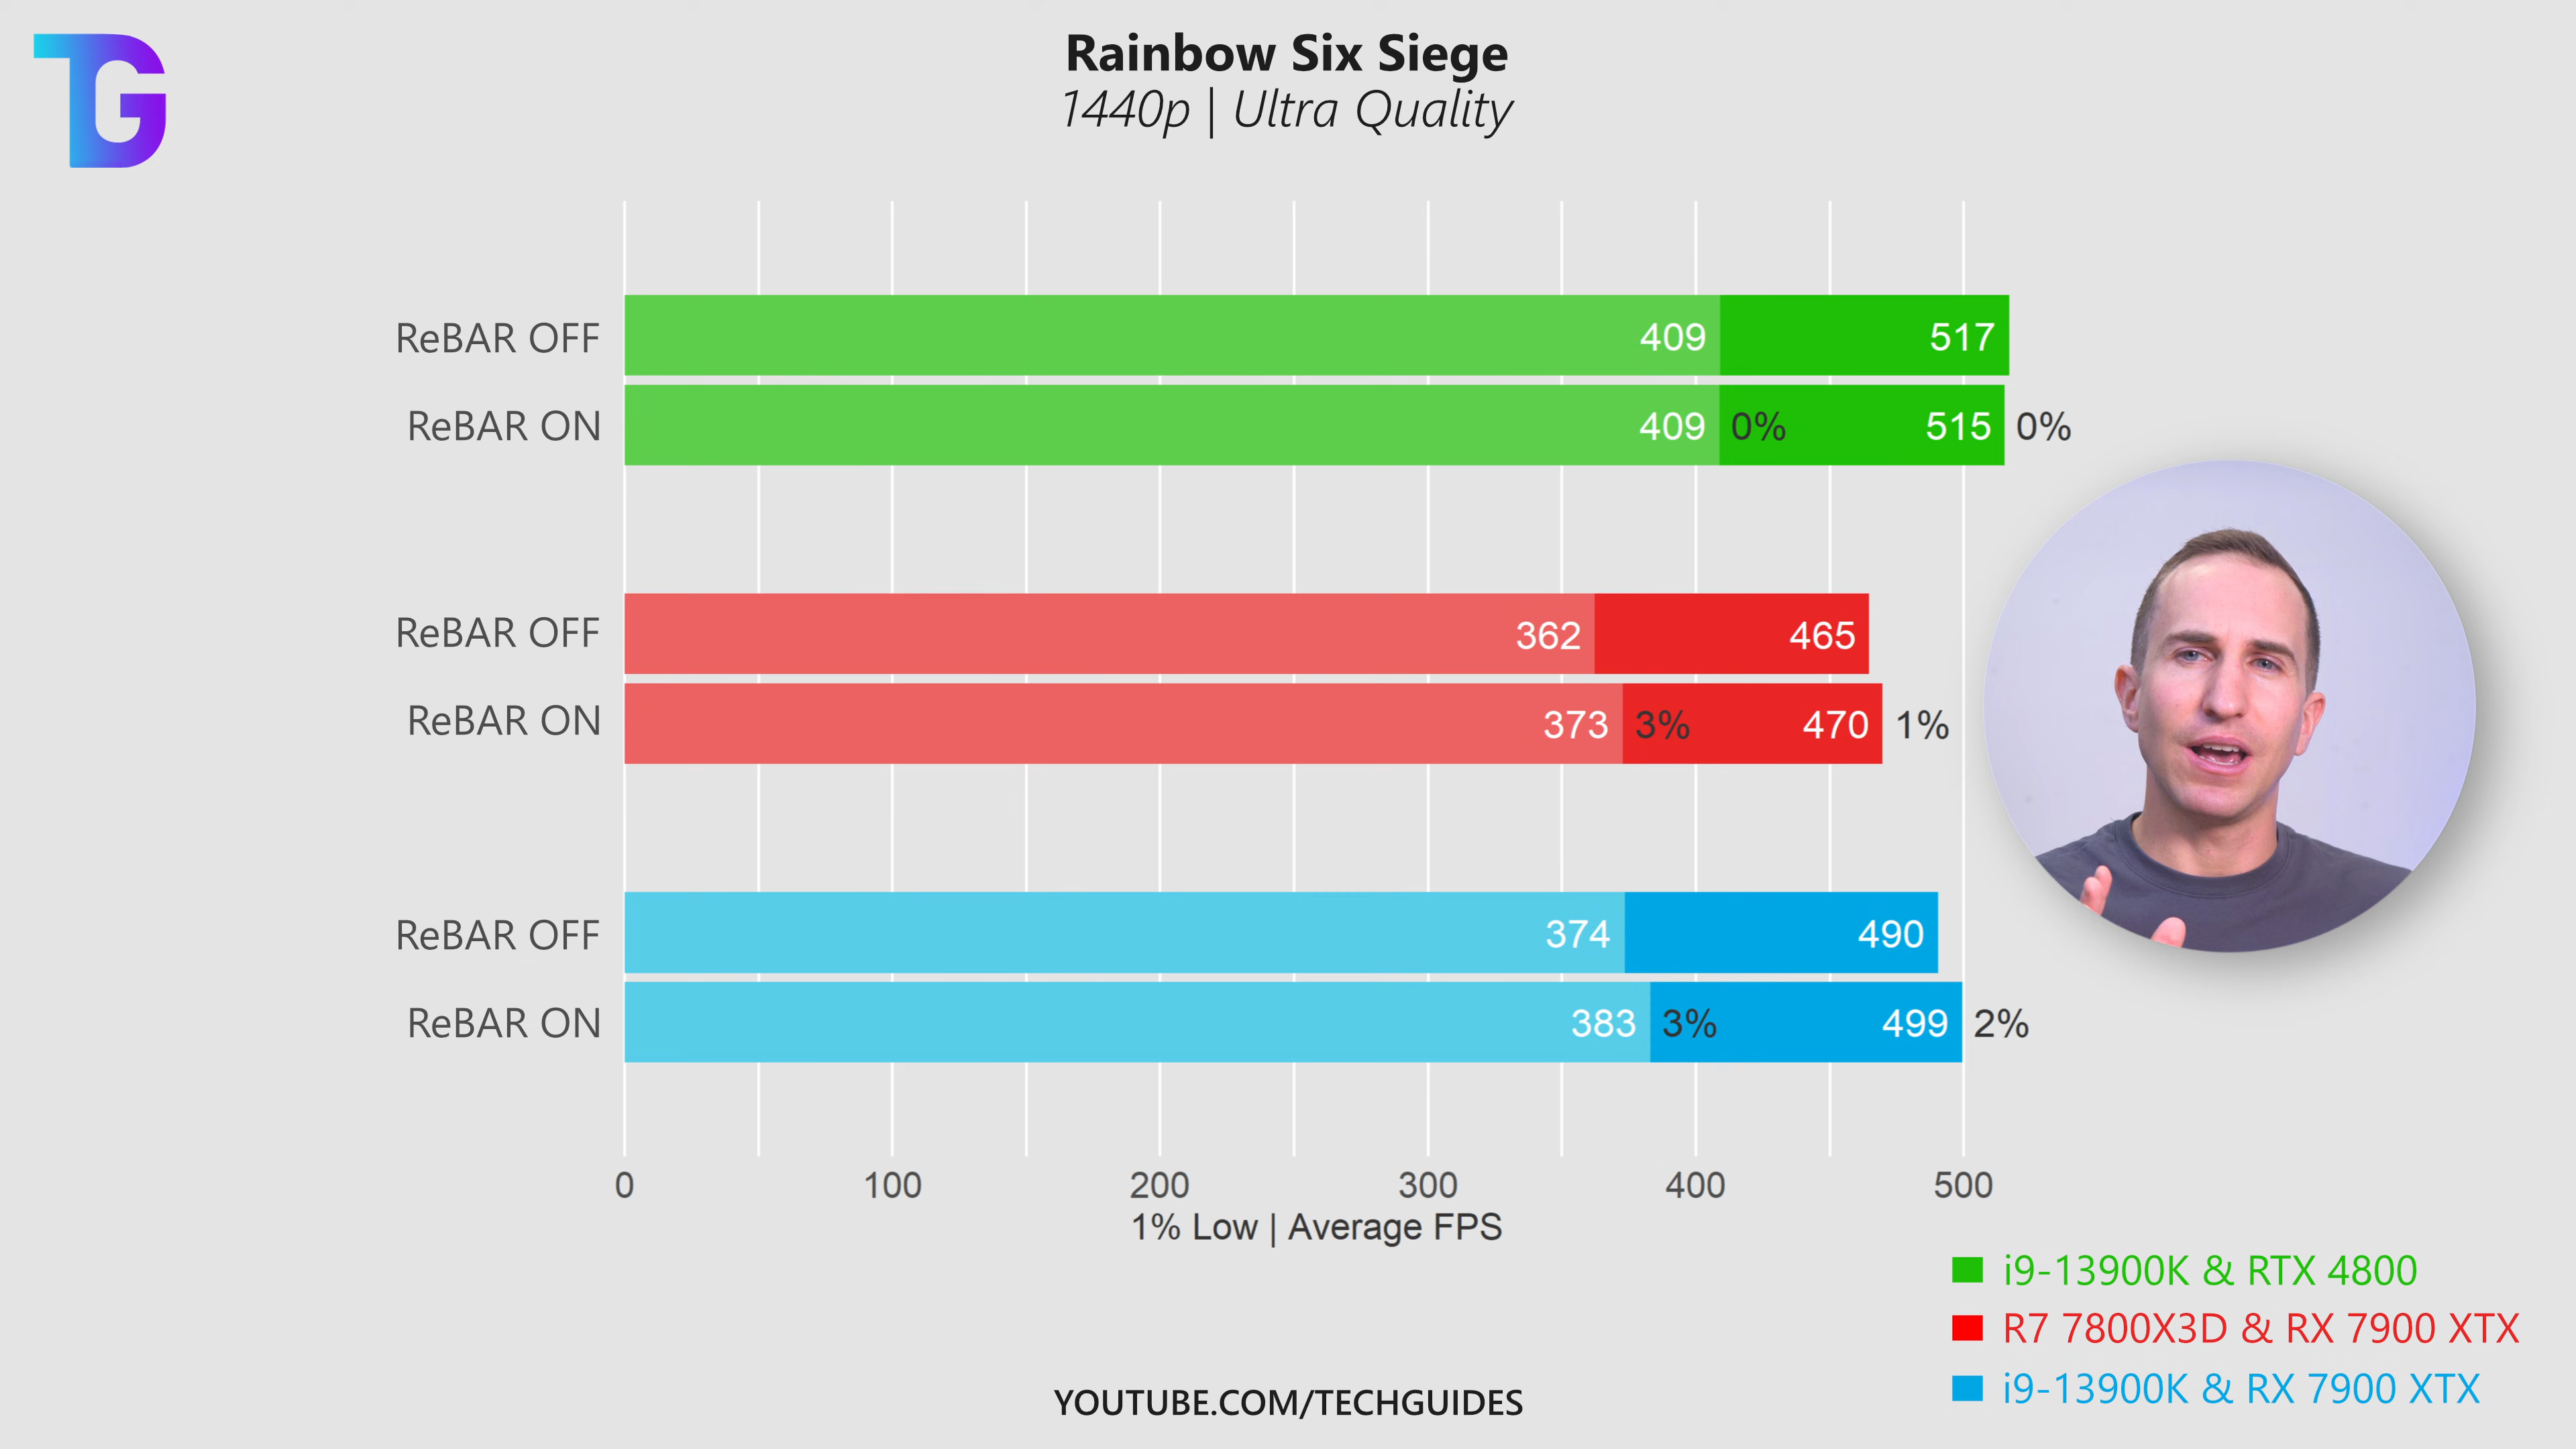 TG
Rainbow Six Siege
1440p | Ultra Quality
ReBAR OFF 409 517
ReBAR ON 409 0% 515 0%
ReBAR OFF 362 465
ReBAR ON 373 3% 470 1%
ReBAR OFF 374 490
ReBAR ON 383 3% 499 2%
0 100 200 300 400 500
1% Low | Average FPS
i9-13900K & RTX 4800
R7 7800X3D & RX 7900 XTX
i9-13900K & RX 7900 XTX
YOUTUBE.COM/TECHGUIDES